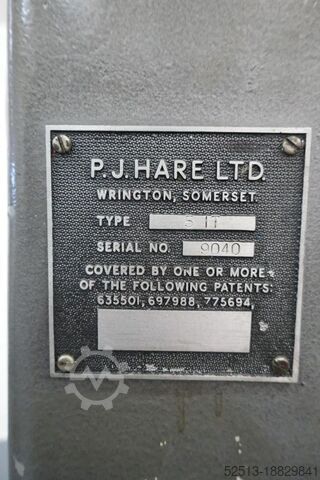 P.J. HARE LTD.
WRINGTON, SOMERSET.
TYPE
SERIAL NO. 9040
COVERED BY ONE OR MORE
OF THE FOLLOWING PATENTS:
635501, 697988, 775694,
52513-18829841